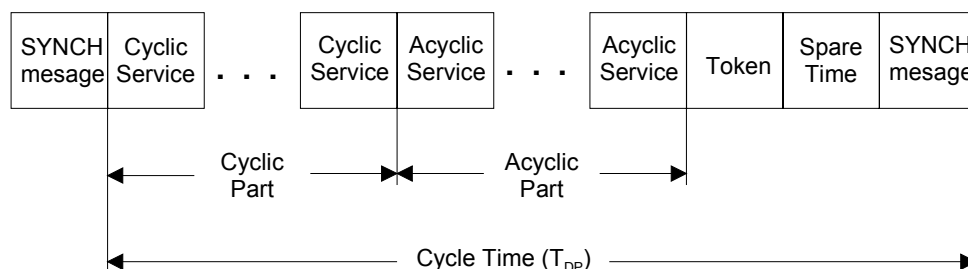 SYNCH
mesage
Cyclic
Service
. . .
Cyclic
Service
Acyclic
Service
. . .
Acyclic
Service
Token
Spare
Time
SYNCH
mesage
Cyclic
Part
Acyclic
Part
Cycle Time (T_DP)